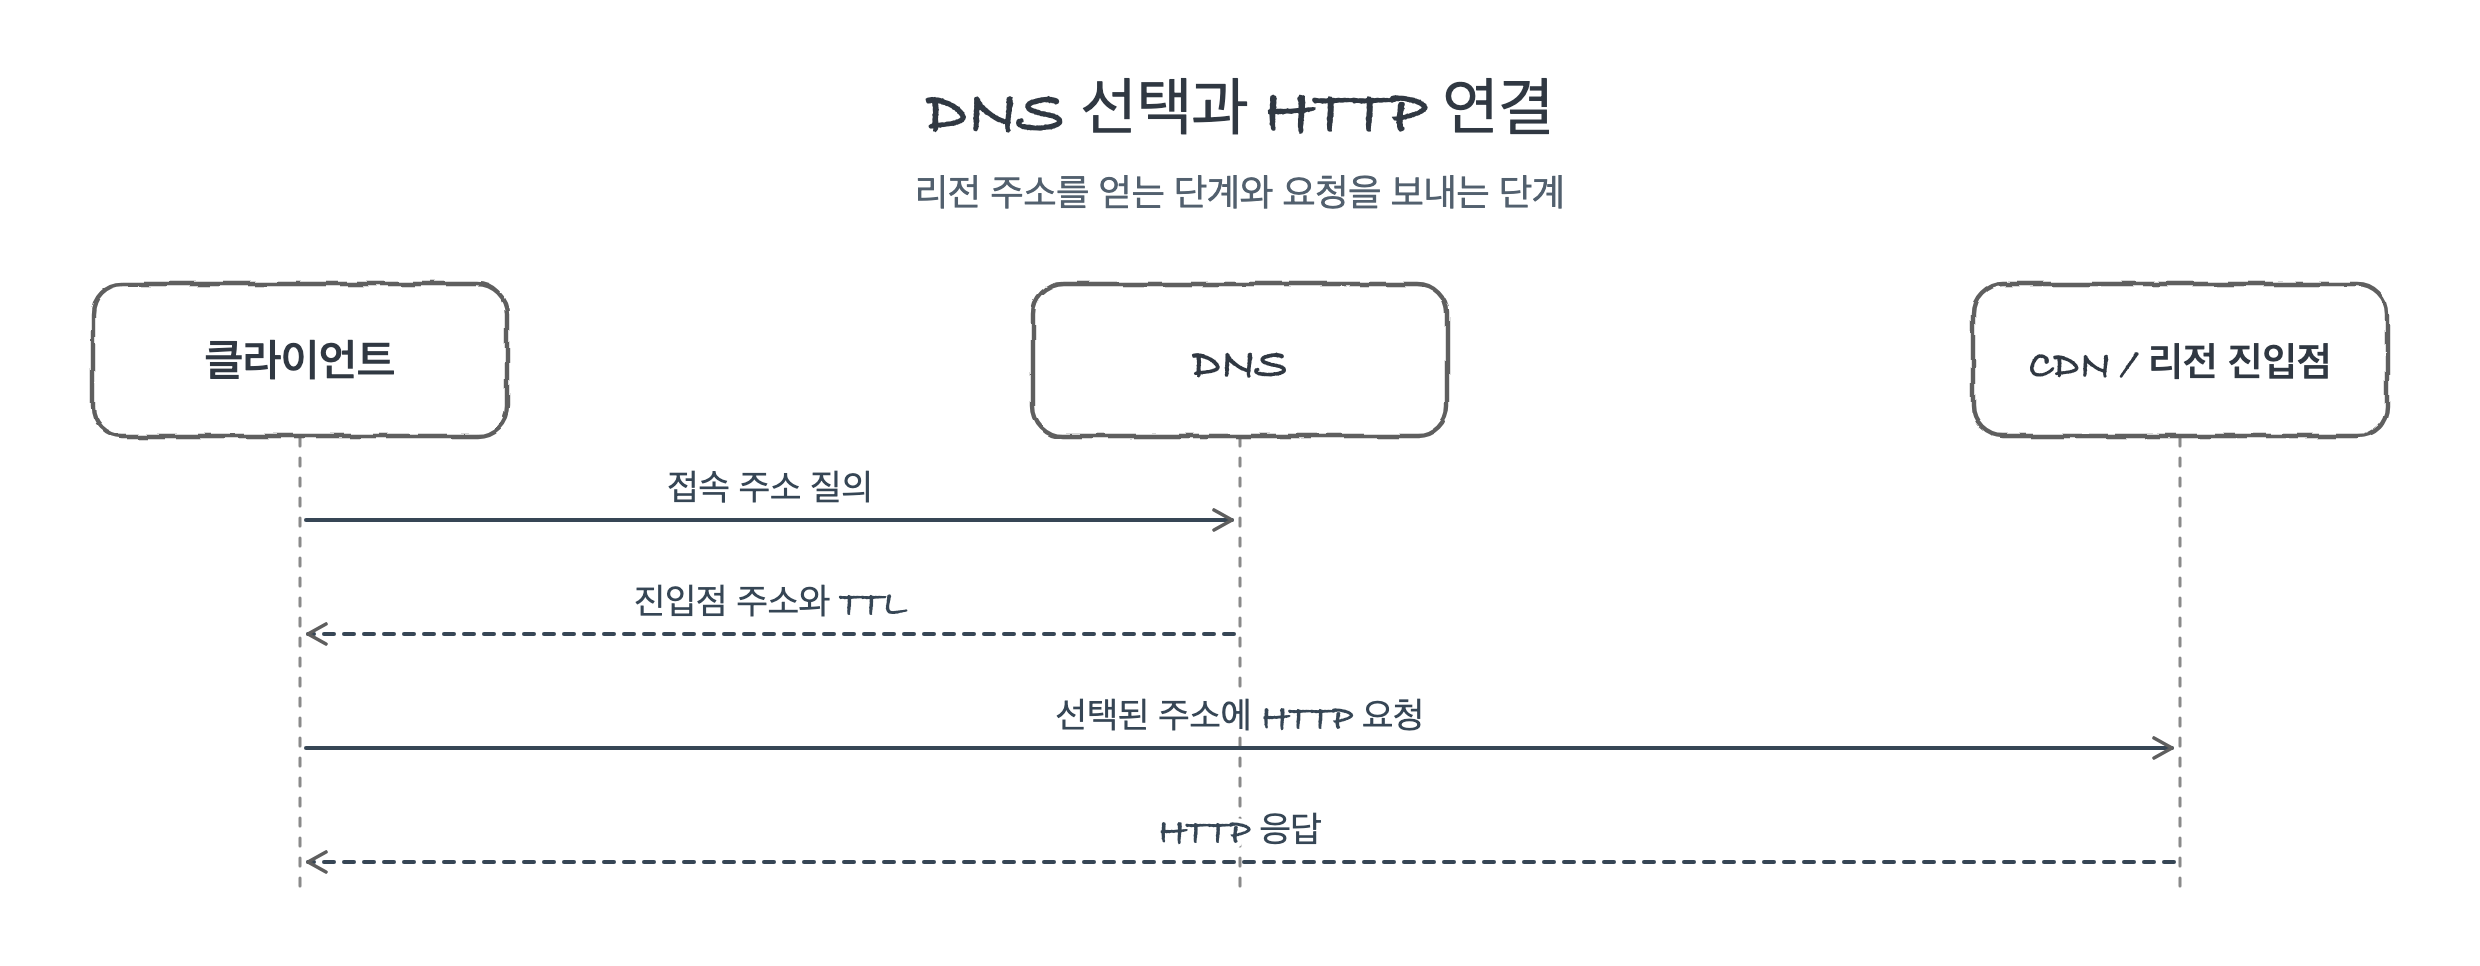 DNS 선택과 HTTP 연결
리전 주소를 얻는 단계와 요청을 보내는 단계
클라이언트
DNS
CDN / 리전 진입점
접속 주소 질의
진입점 주소와 TTL
선택된 주소에 HTTP 요청
HTTP 응답